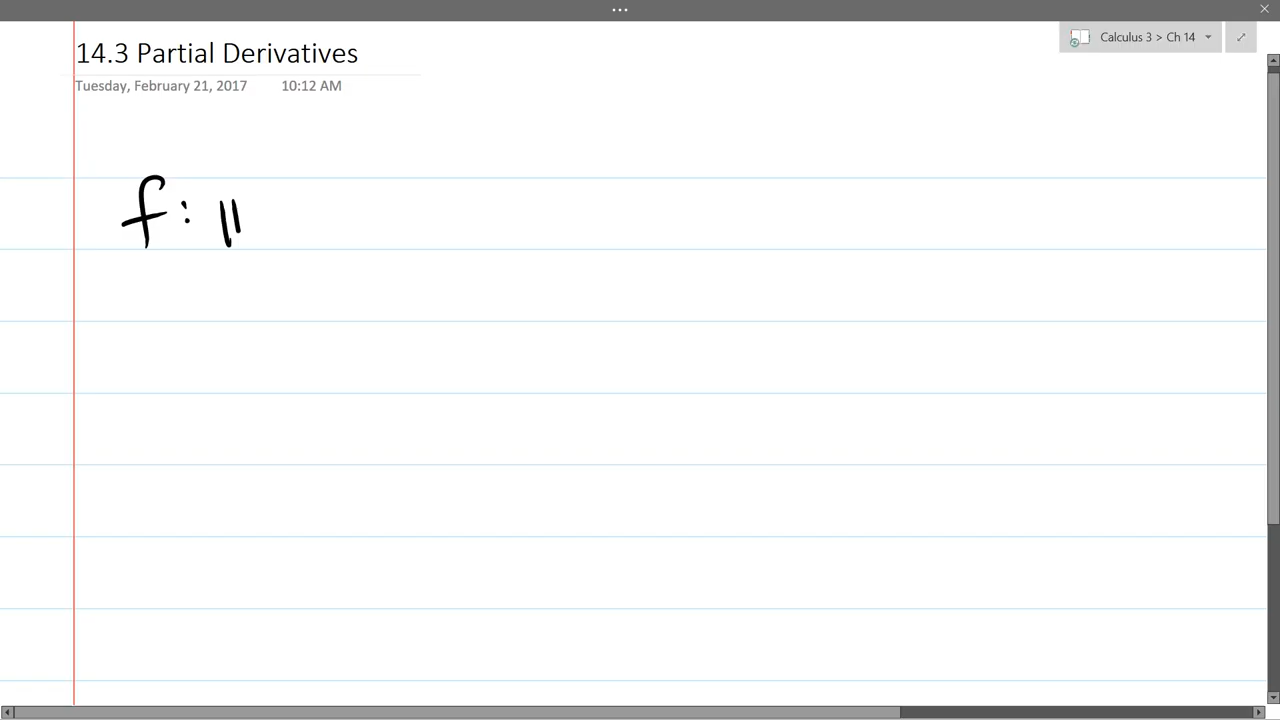 Calculus 3 > Ch 14
14.3 Partial Derivatives
Tuesday, February 21, 2017 10:12 AM
f: ||